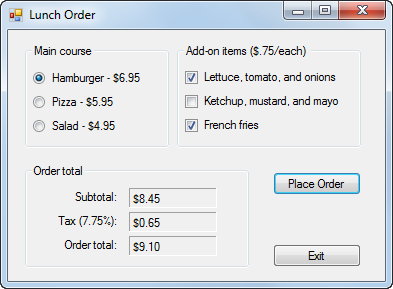 Lunch Order
Main course
Hamburger - $6.95
Pizza - $5.95
Salad - $4.95
Add-on items ($.75/each)
Lettuce, tomato, and onions
Ketchup, mustard, and mayo
French fries
Order total
Subtotal: $8.45
Tax (7.75%): $0.65
Order total: $9.10
Place Order
Exit